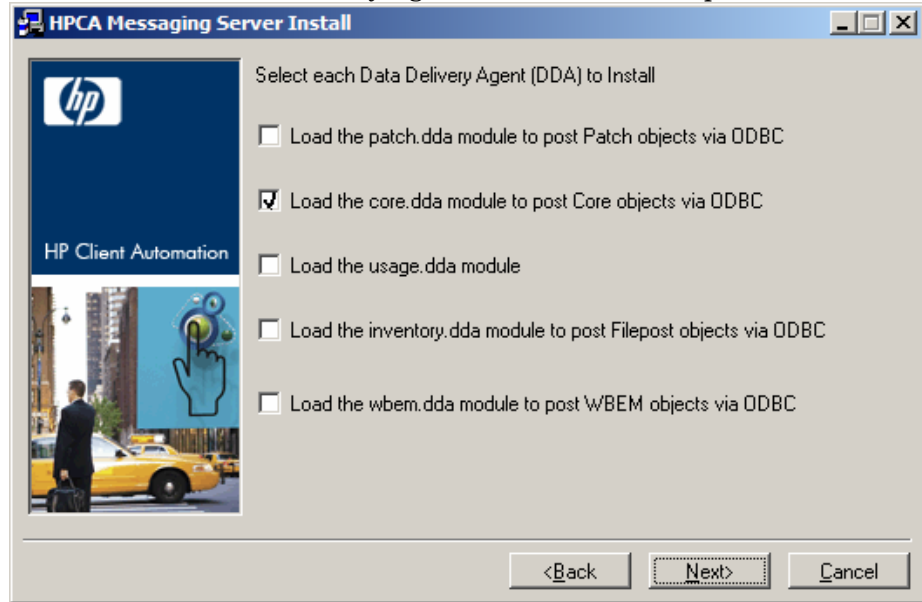 HPCA Messaging Server Install
Select each Data Delivery Agent (DDA) to Install
hp
Load the patch.dda module to post Patch objects via ODBC
Load the core.dda module to post Core objects via ODBC
HP Client Automation
Load the usage.dda module
Load the inventory.dda module to post Filepost objects via ODBC
Load the wbem.dda module to post WBEM objects via ODBC
<Back
Next>
Cancel